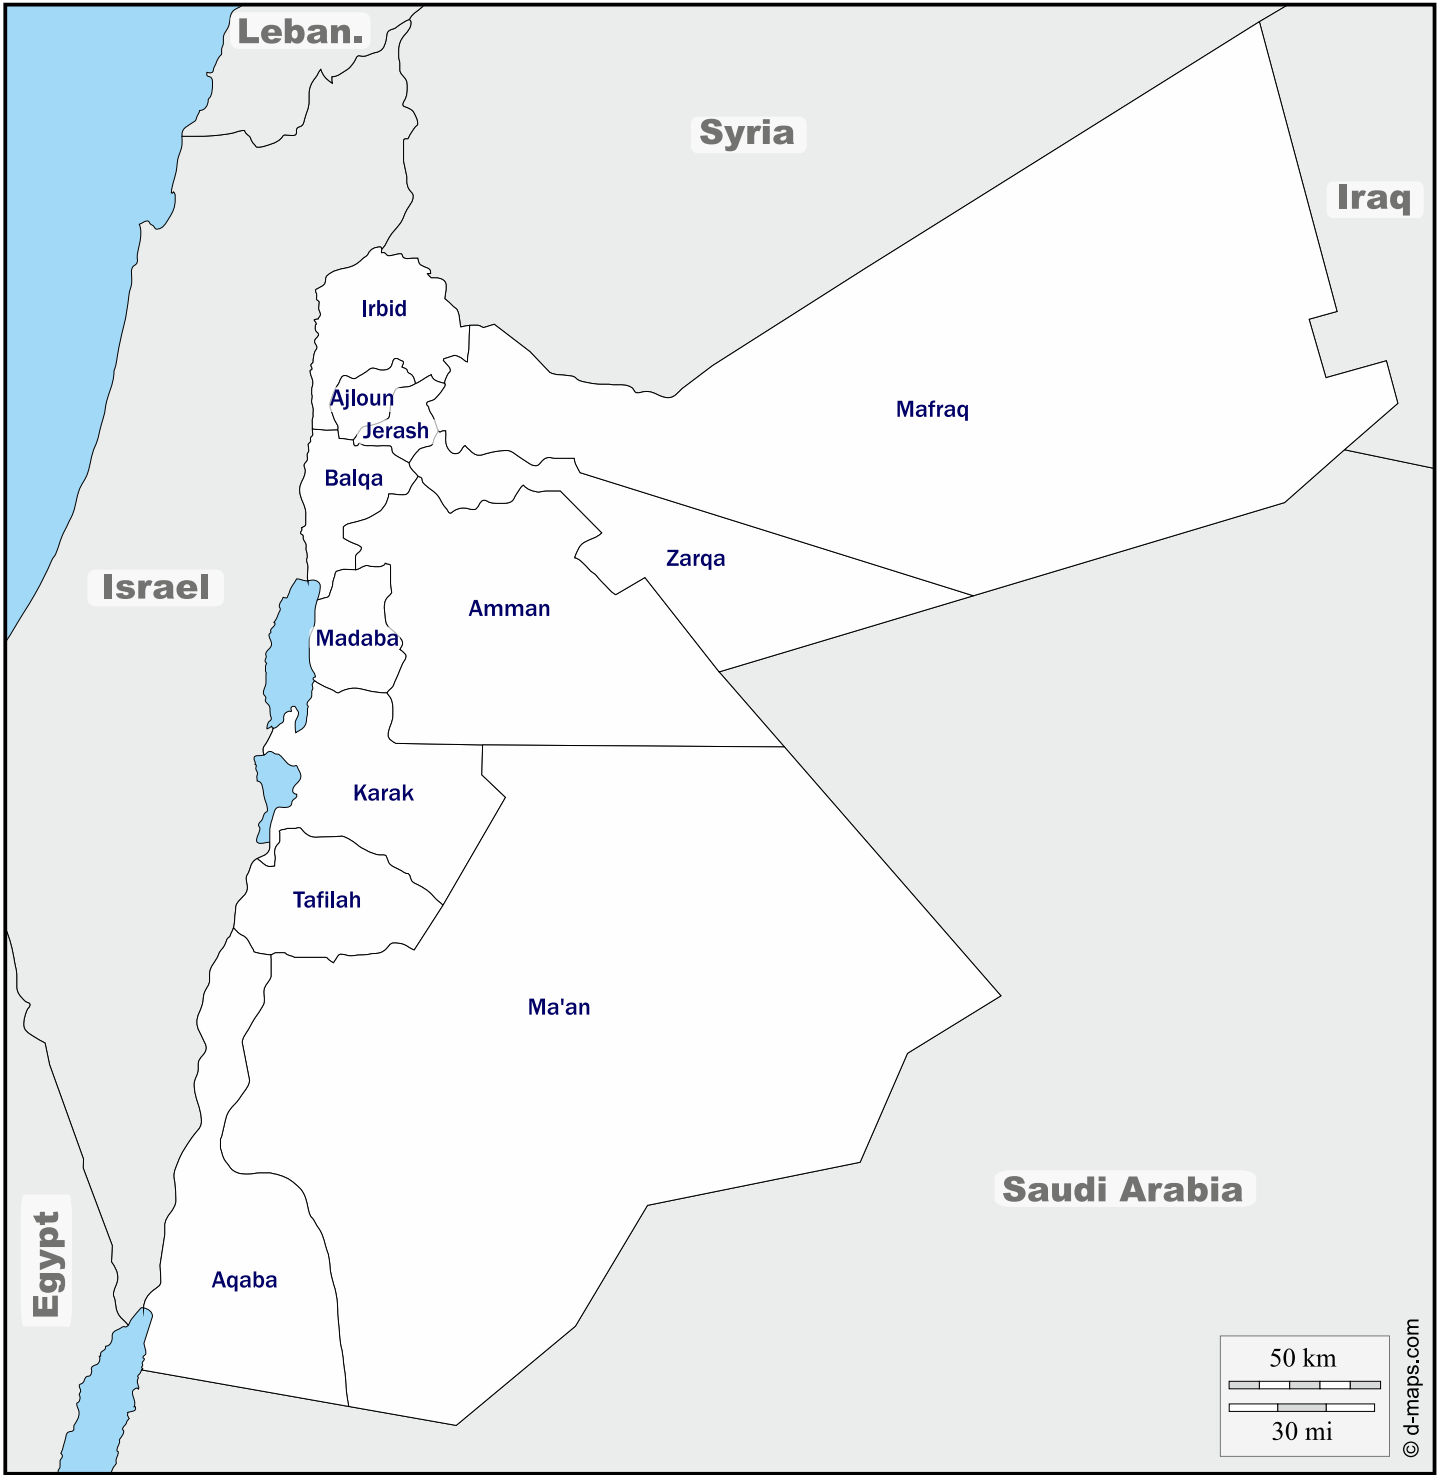 Leban.
Syria
Iraq
Irbid
Ajloun
Mafraq
Jerash
Balqa
Zarqa
Israel
Amman
Madaba
Karak
Tafilah
Ma'an
Saudi Arabia
Egypt
Aqaba
50 km
30 mi
© d-maps.com